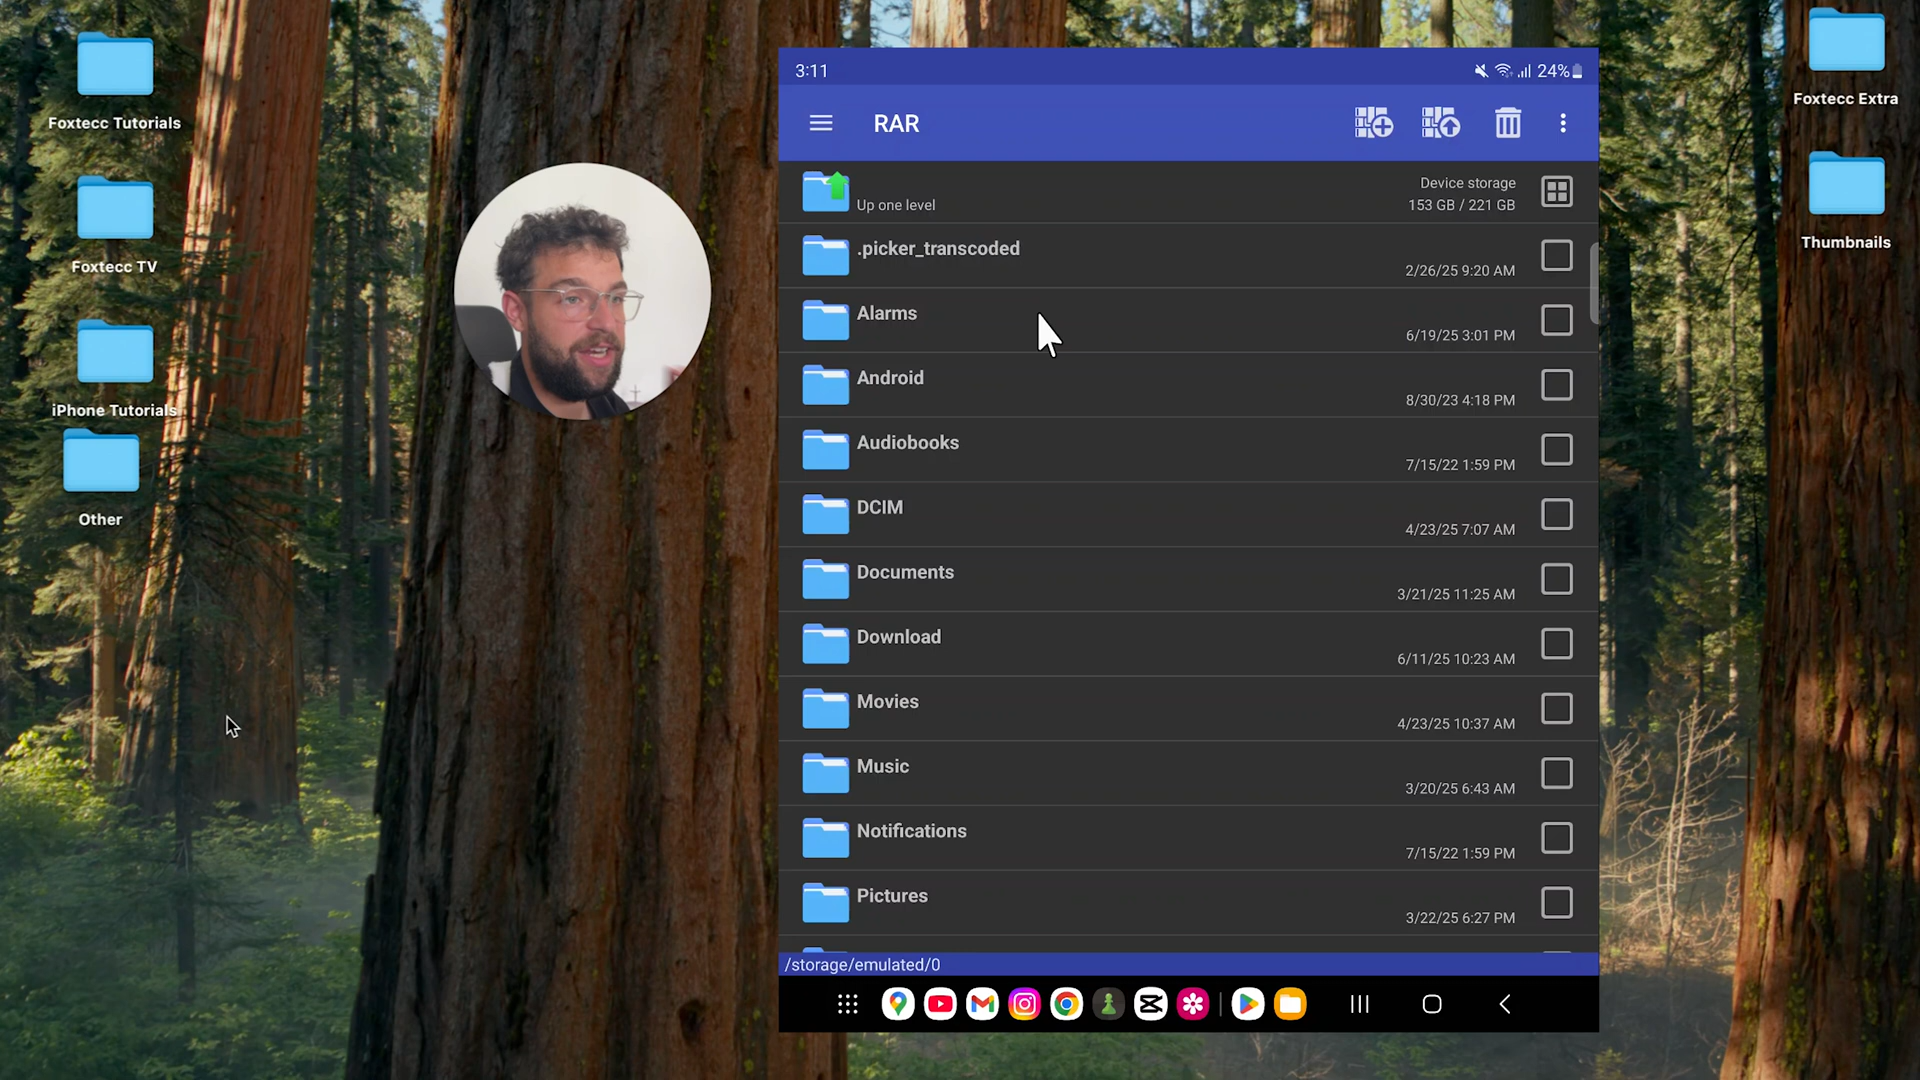 Foxtecc Tutorials
Foxtecc TV
iPhone Tutorials
Other
3:11
24%
RAR
Up one level
Device storage
153 GB / 221 GB
.picker_transcoded
2/26/25 9:20 AM
Alarms
6/19/25 3:01 PM
Android
8/30/23 4:18 PM
Audiobooks
7/15/22 1:59 PM
DCIM
4/23/25 7:07 AM
Documents
3/21/25 11:25 AM
Download
6/11/25 10:23 AM
Movies
4/23/25 10:37 AM
Music
3/20/25 6:43 AM
Notifications
7/15/22 1:59 PM
Pictures
3/22/25 6:27 PM
/storage/emulated/0
Foxtecc Extra
Thumbnails